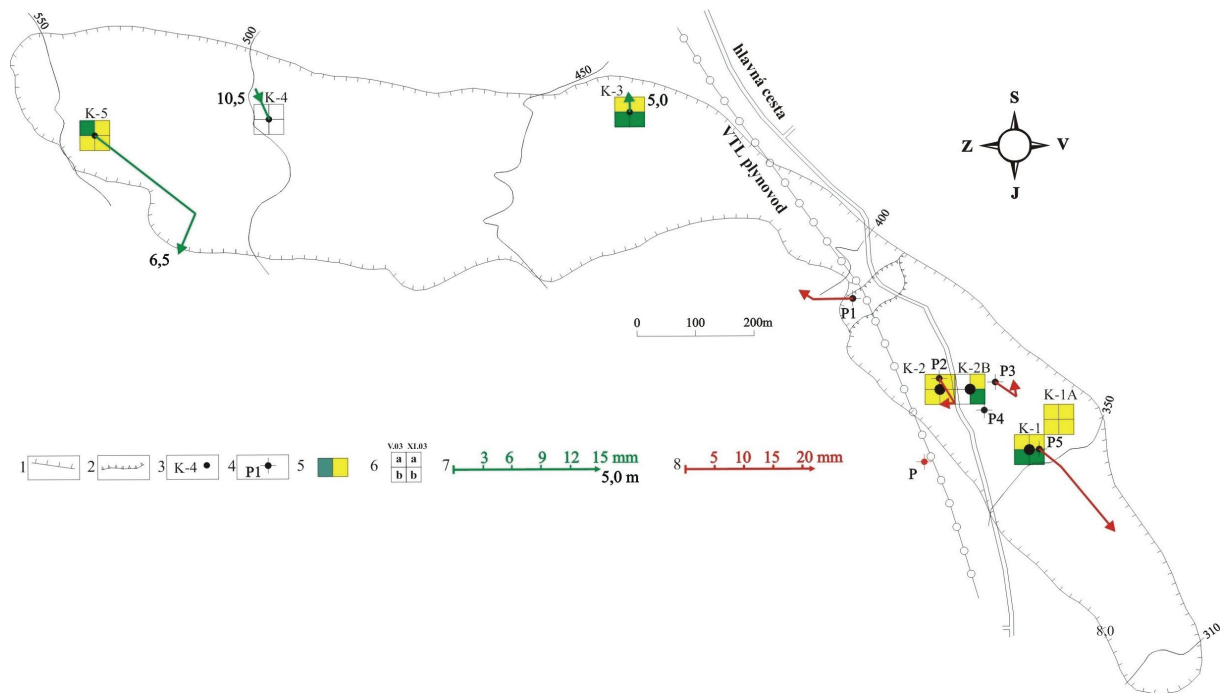 550
500
450
10,5
K-4
K-3
5,0
K-5
6,5
hlavná cesta
VTL plynovod
S
Z
V
J
400
0 100 200m
P1
K-2
P2
K-2B
P3
P4
K-1A
K-1
P5
350
P
1
2
3
K-4
4
P1
5
6
V.03 XI.03
a a
b b
7
3 6 9 12 15 mm
5,0 m
8
5 10 15 20 mm
8,0
310